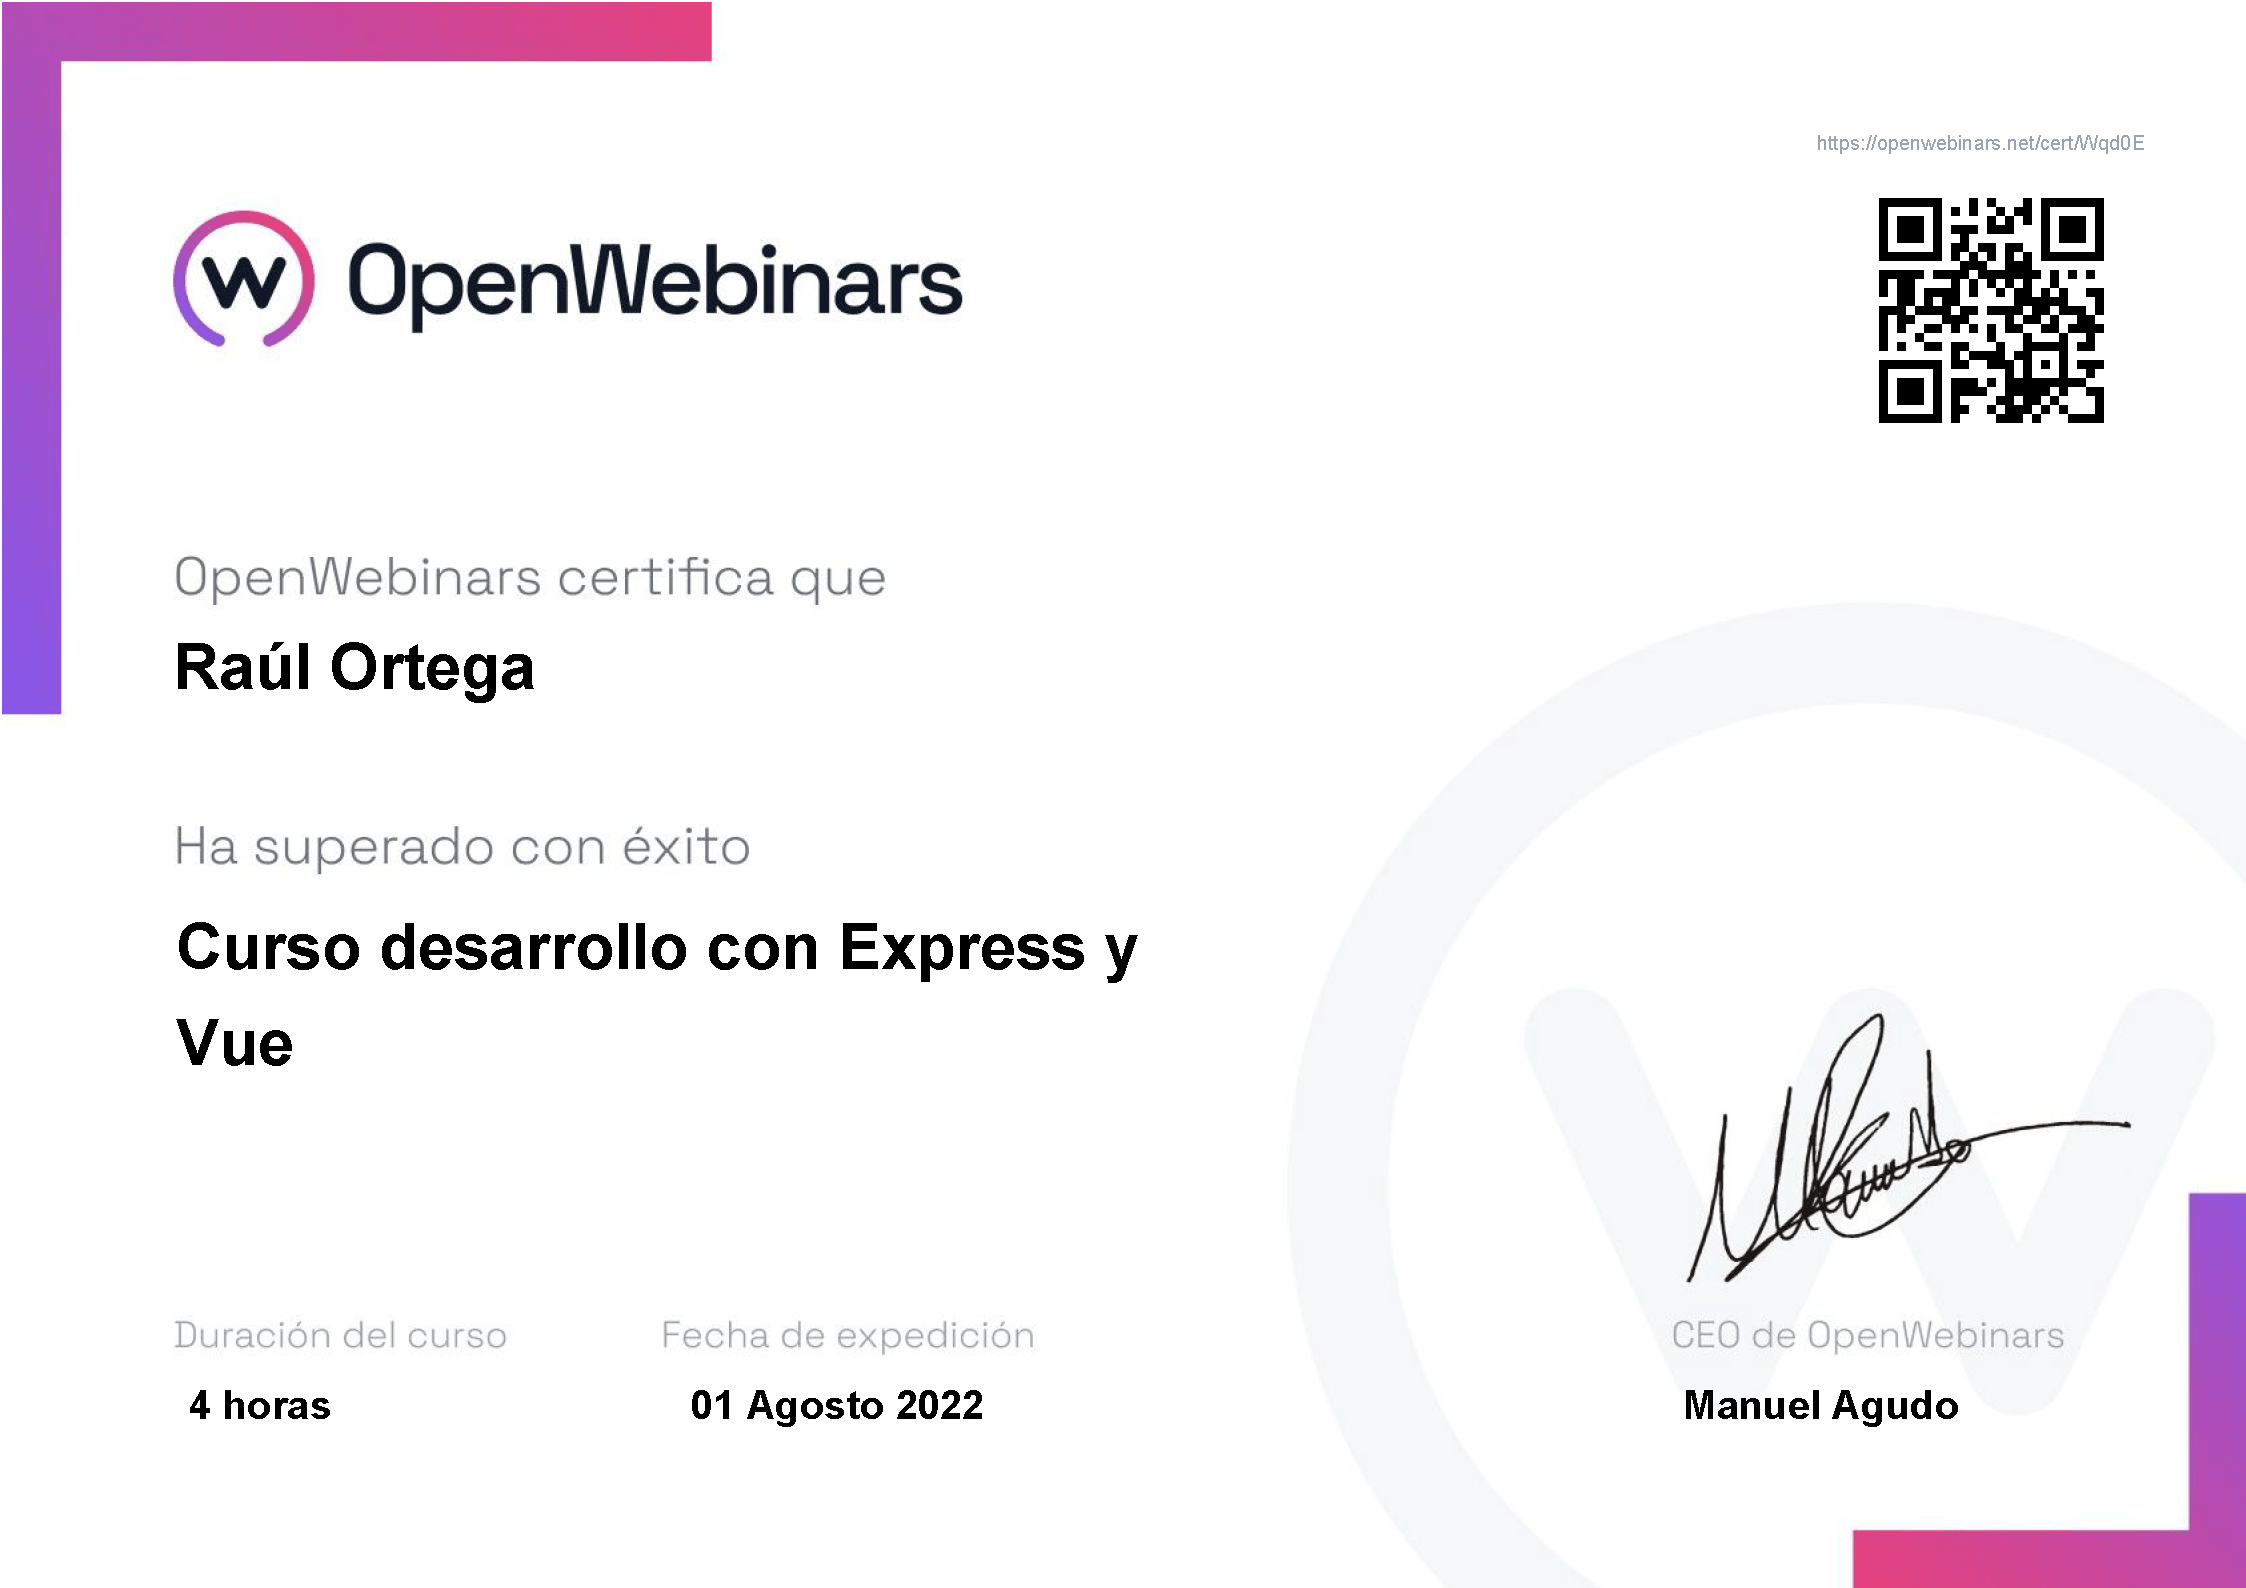 https://openwebinars.net/cert/Wqd0E
OpenWebinars
OpenWebinars certifica que
Raúl Ortega
Ha superado con éxito
Curso desarrollo con Express y
Vue
Duración del curso
Fecha de expedición
CEO de OpenWebinars
4 horas
01 Agosto 2022
Manuel Agudo